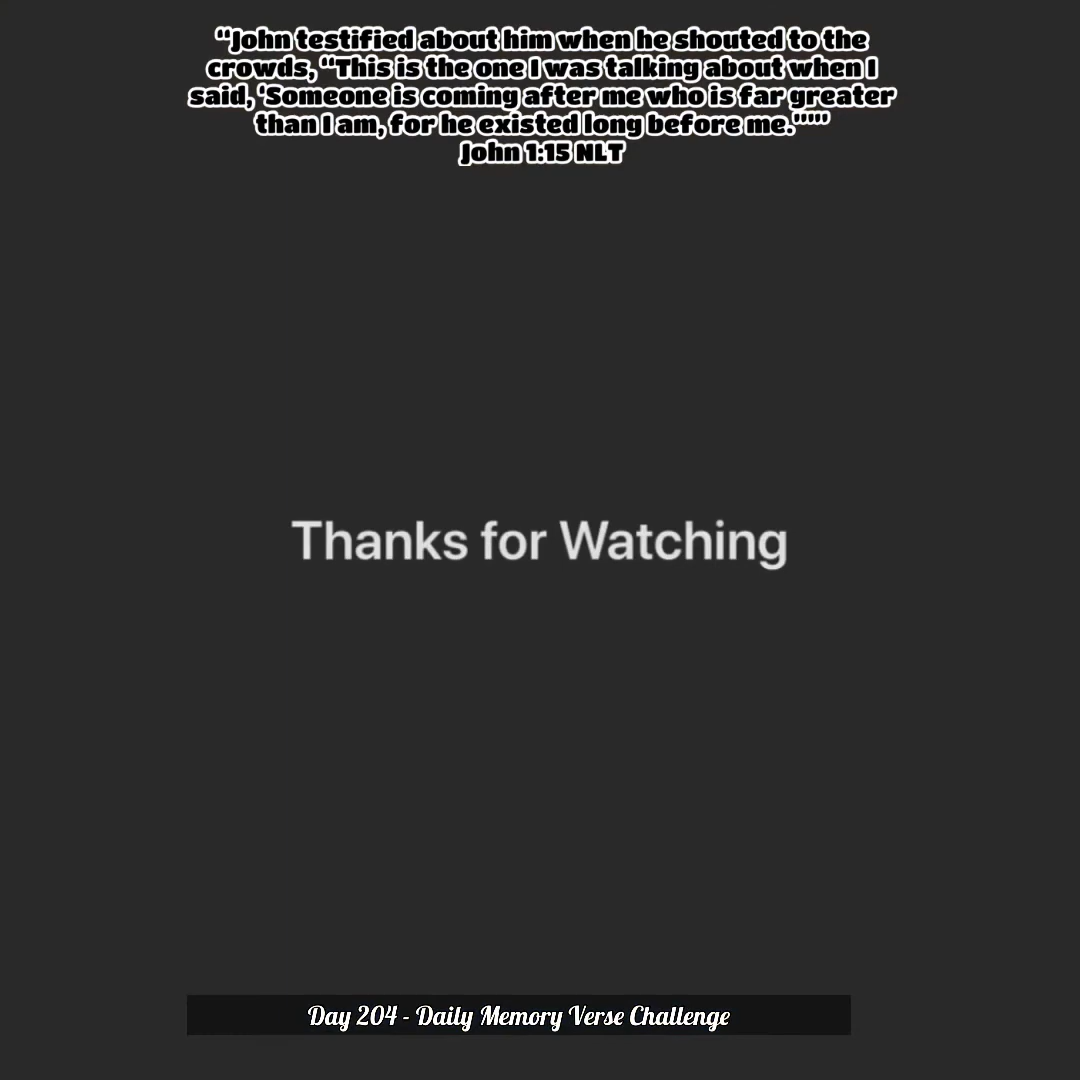 “John testified about him when he shouted to the
crowds, “This is the one I was talking about when I
said, ‘Someone is coming after me who is far greater
than I am, for he existed long before me.’”””
John 1:15 NLT
Thanks for Watching
Day 204 - Daily Memory Verse Challenge